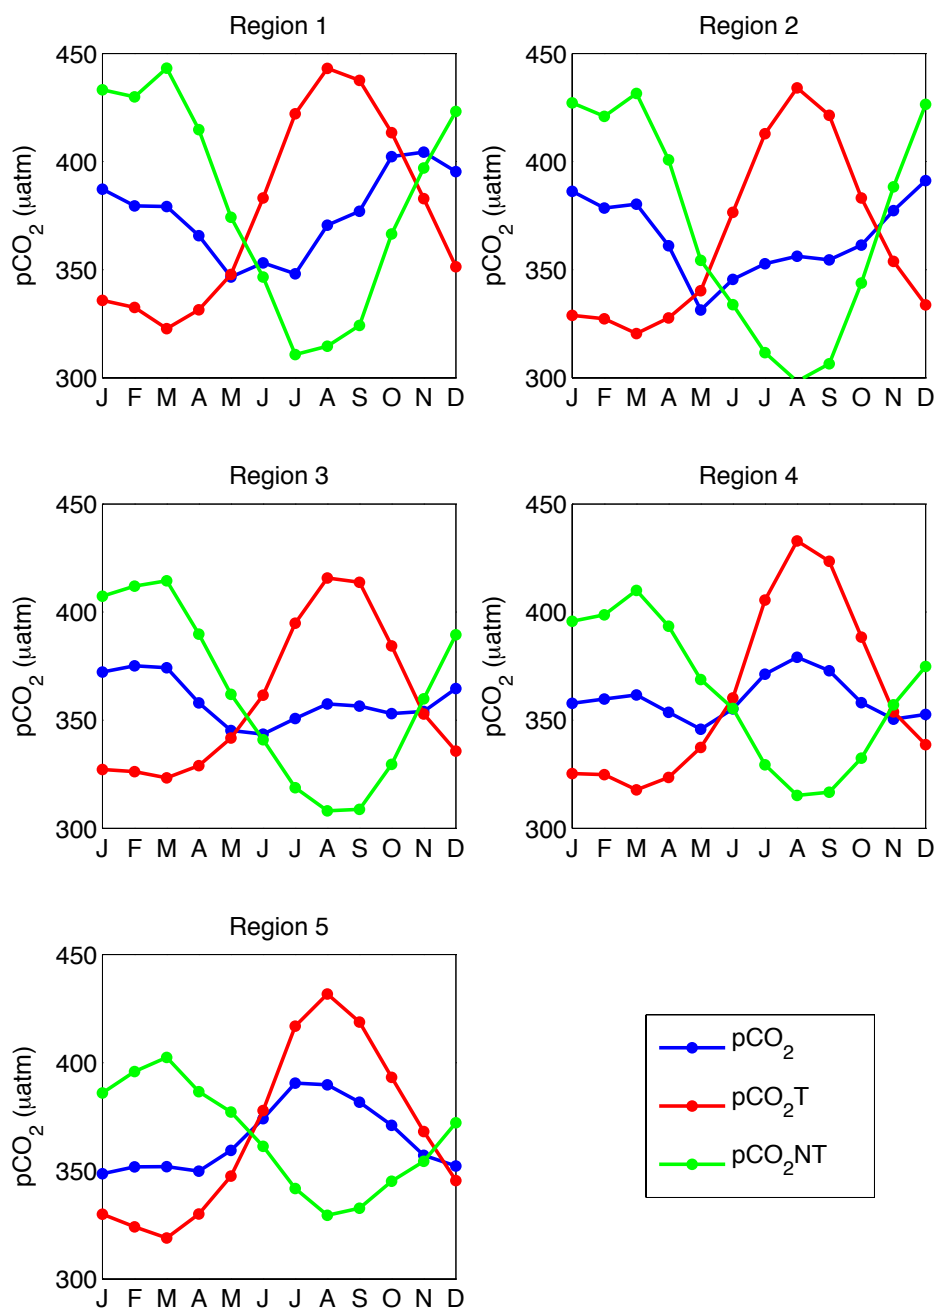 Region 1
450
400
350
300
pCO2 (µatm)
J F M A M J J A S O N D
Region 2
450
400
350
300
pCO2 (µatm)
J F M A M J J A S O N D
Region 3
450
400
350
300
pCO2 (µatm)
J F M A M J J A S O N D
Region 4
450
400
350
300
pCO2 (µatm)
J F M A M J J A S O N D
Region 5
450
400
350
300
pCO2 (µatm)
J F M A M J J A S O N D
pCO2
pCO2T
pCO2NT